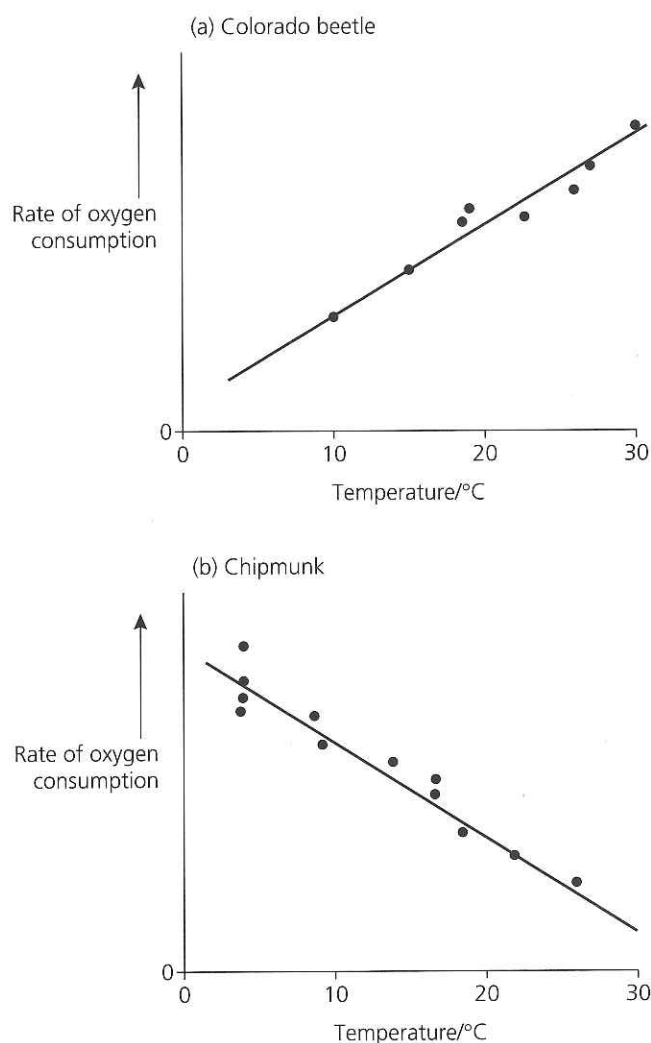 (a) Colorado beetle
Rate of oxygen
consumption
0
0 10 20 30
Temperature/°C
(b) Chipmunk
Rate of oxygen
consumption
0
0 10 20 30
Temperature/°C